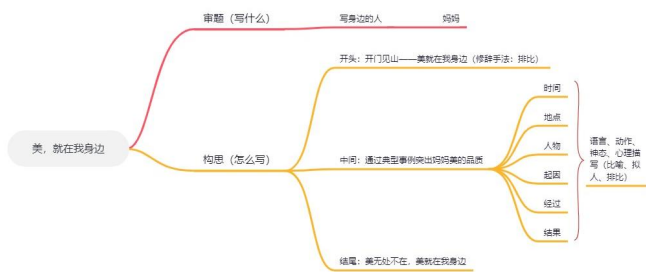 美，就在我身边
审题（写什么）
写身边的人
妈妈
构思（怎么写）
开头：开门见山——美就在我身边（修辞手法：排比）
中间：通过典型事例突出妈妈美的品质
时间
地点
人物
起因
经过
结果
语言、动作、
神态、心理描
写（比喻、拟
人、排比）
结尾：美无处不在，美就在我身边